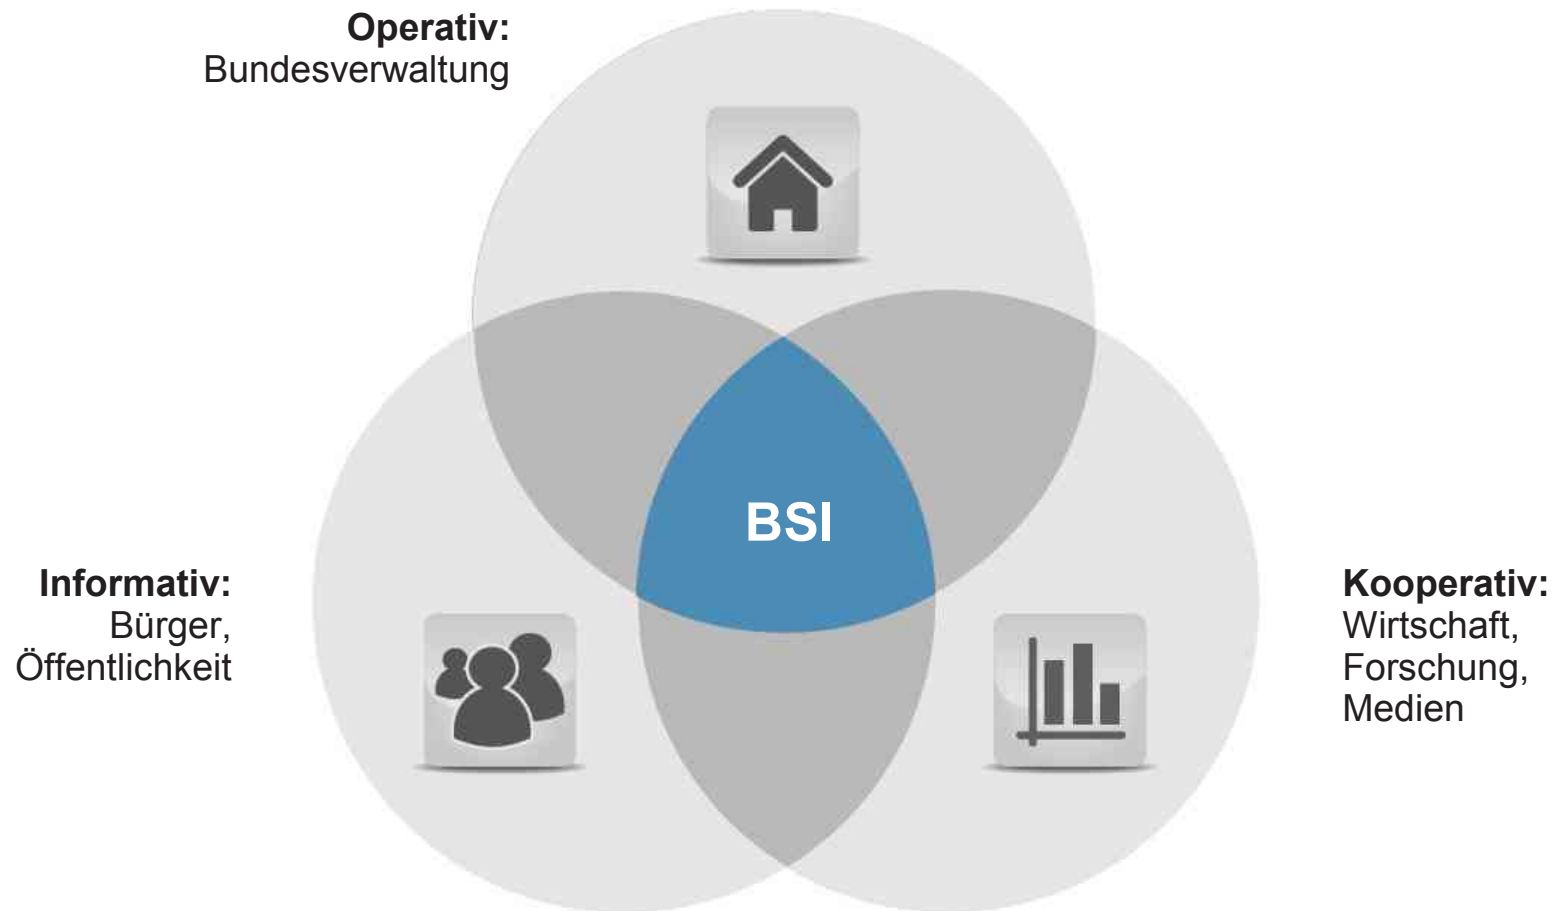 Operativ:
Bundesverwaltung
BSI
Informativ:
Bürger,
Öffentlichkeit
Kooperativ:
Wirtschaft,
Forschung,
Medien